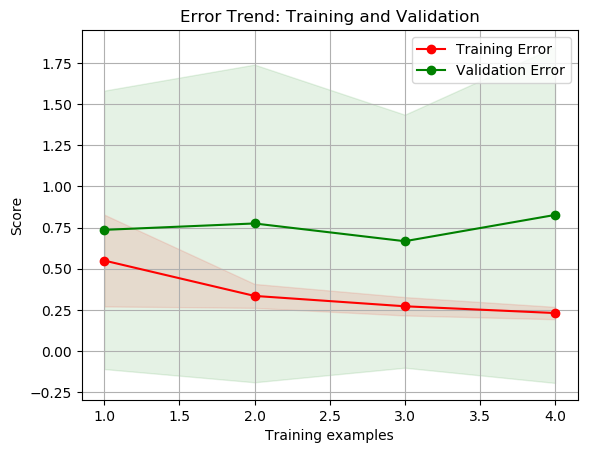 Error Trend: Training and Validation
Training Error
Validation Error
Score
1.75
1.50
1.25
1.00
0.75
0.50
0.25
0.00
−0.25
1.0 1.5 2.0 2.5 3.0 3.5 4.0
Training examples